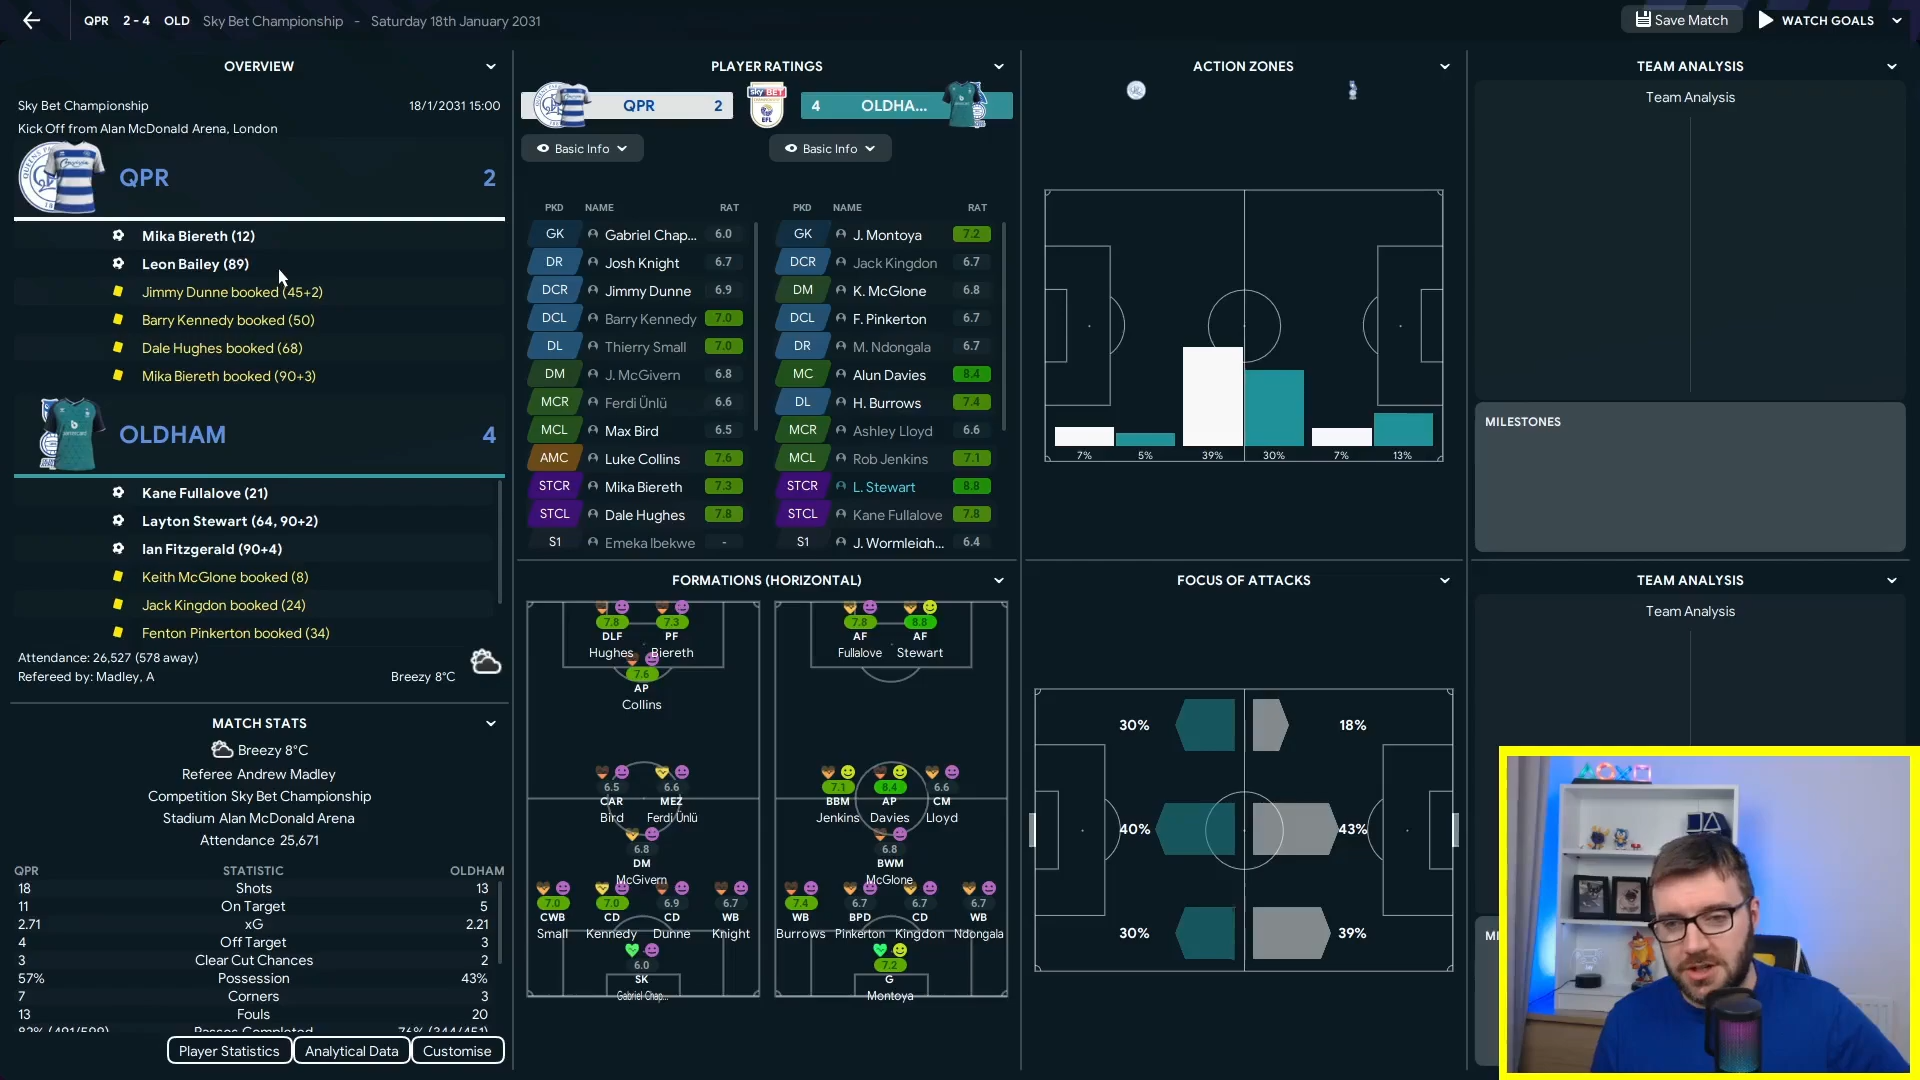 QPR 2 - 4 OLD Sky Bet Championship - Saturday 18th January 2031
Save Match
WATCH GOALS
OVERVIEW
Sky Bet Championship 18/1/2031 15:00
Kick Off from Alan McDonald Arena, London
QPR 2
Mika Biereth (12)
Leon Bailey (89)
Jimmy Dunne booked (45+2)
Barry Kennedy booked (50)
Dale Hughes booked (68)
Mika Biereth booked (90+3)
OLDHAM 4
Kane Fullalove (21)
Layton Stewart (64, 90+2)
Ian Fitzgerald (90+4)
Keith McGlone booked (8)
Jack Kingdon booked (24)
Fenton Pinkerton booked (34)
Attendance: 26,527 (578 away)
Refereed by: Madley, A Breezy 8°C
MATCH STATS
Breezy 8°C
Referee Andrew Madley
Competition Sky Bet Championship
Stadium Alan McDonald Arena
Attendance 25,671
QPR STATISTIC OLDHAM
18 Shots 13
11 On Target 5
2.71 xG 2.21
4 Off Target 3
3 Clear Cut Chances 2
57% Possession 43%
7 Corners 3
13 Fouls 20
82% (491/599) Passes Completed 76% (344/451)
Player Statistics
Analytical Data
Customise
PLAYER RATINGS
QPR 2
sky BET
EFL
4 OLDHA...
Basic Info
Basic Info
PKD NAME RAT
GK Gabriel Chap... 6.0
DR Josh Knight 6.7
DCR Jimmy Dunne 6.9
DCL Barry Kennedy 7.0
DL Thierry Small 7.0
DM J. McGivern 6.8
MCR Ferdi Ünlü 6.6
MCL Max Bird 6.5
AMC Luke Collins 7.6
STCR Mika Biereth 7.3
STCL Dale Hughes 7.8
S1 Emeka Ibekwe -
PKD NAME RAT
GK J. Montoya 7.2
DCR Jack Kingdon 6.7
DM K. McGlone 6.8
DCL F. Pinkerton 6.7
DR M. Ndongala 6.7
MC Alun Davies 8.4
DL H. Burrows 7.4
MCR Ashley Lloyd 6.6
MCL Rob Jenkins 7.1
STCR L. Stewart 8.8
STCL Kane Fullalove 7.8
S1 J. Wormleigh... 6.4
FORMATIONS (HORIZONTAL)
7.8 7.3
DLF PF
Hughes Biereth
7.6
AP
Collins
6.5 6.6
CAR MEZ
Bird Ferdi Ünlü
6.8
DM
McGivern
7.0 7.0 6.9 6.7
CWB CD CD WB
Small Kennedy Dunne Knight
6.0
SK
Gabriel Chap...
7.8 8.8
AF AF
Fullalove Stewart
7.1 8.4 6.6
BBM AP CM
Jenkins Davies Lloyd
6.8
BWM
McGlone
7.4 6.7 6.7 6.7
WB BPD CD WB
Burrows Pinkerton Kingdon Ndongala
7.2
G
Montoya
ACTION ZONES
7% 5% 39% 30% 7% 13%
FOCUS OF ATTACKS
30% 18%
40% 43%
30% 39%
TEAM ANALYSIS
Team Analysis
MILESTONES
TEAM ANALYSIS
Team Analysis
MI